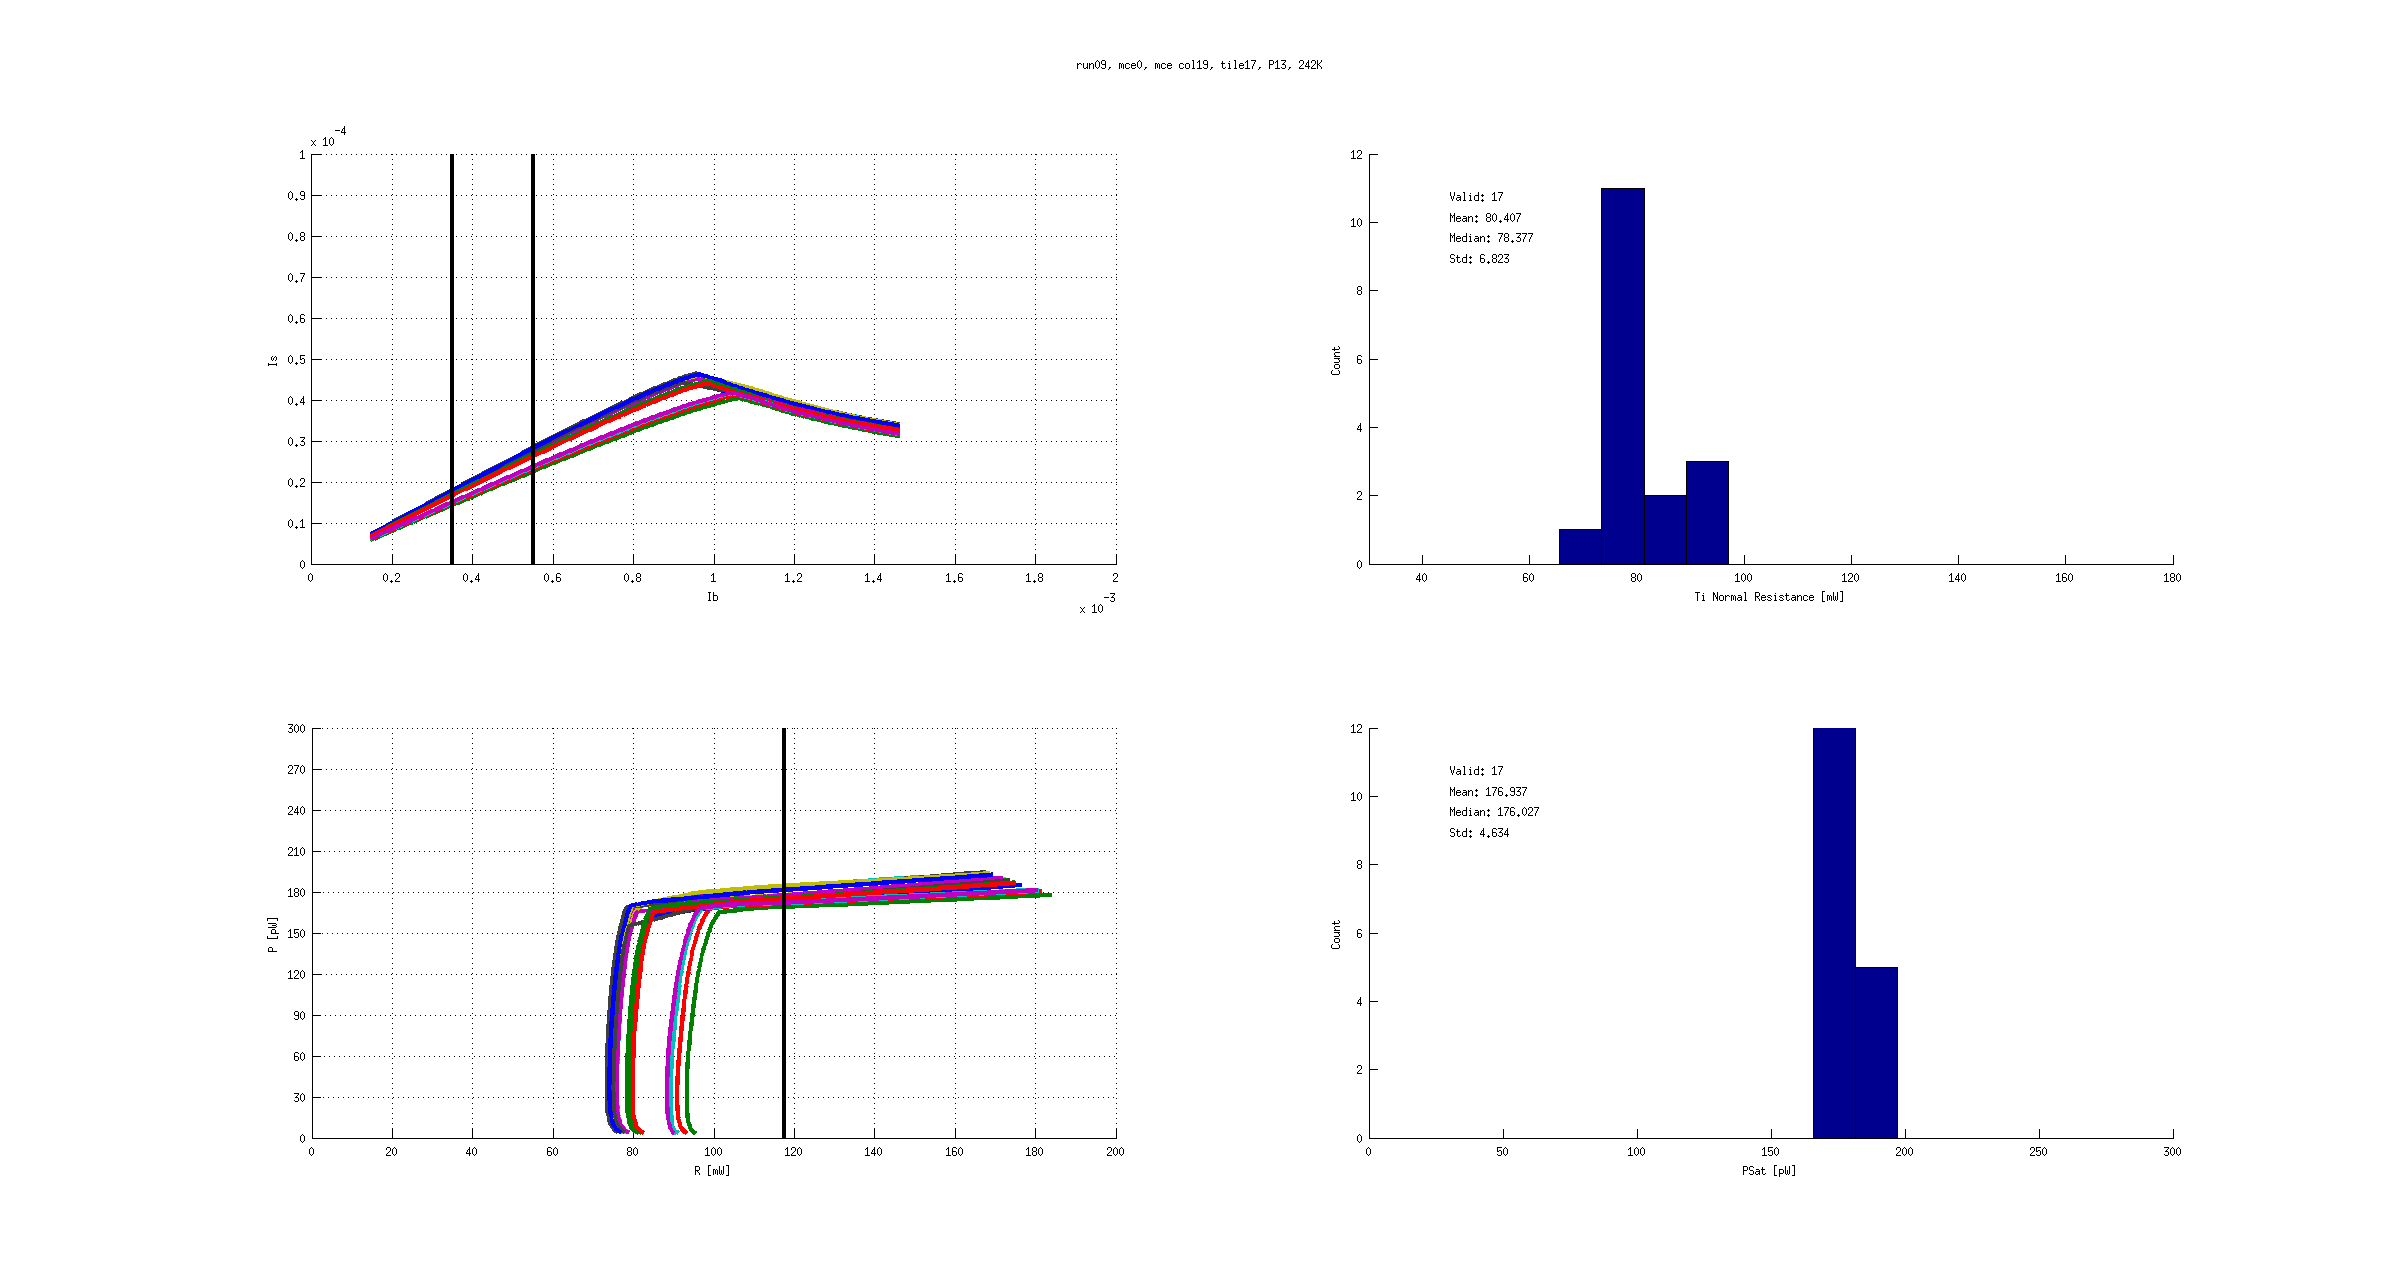 run09, mce0, mce col19, tile17, P13, 242K
x 10^-4
1
0.9
0.8
0.7
0.6
0.5
0.4
0.3
0.2
0.1
0
Is
0 0.2 0.4 0.6 0.8 1 1.2 1.4 1.6 1.8 2
Ib
x 10^-3
12
10
8
6
4
2
0
Count
Valid: 17
Mean: 80.407
Median: 78.377
Std: 6.823
40 60 80 100 120 140 160 180
Ti Normal Resistance [mW]
300
270
240
210
180
150
120
90
60
30
0
P [pW]
0 20 40 60 80 100 120 140 160 180 200
R [mW]
12
10
8
6
4
2
0
Count
Valid: 17
Mean: 176.937
Median: 176.027
Std: 4.634
0 50 100 150 200 250 300
PSat [pW]